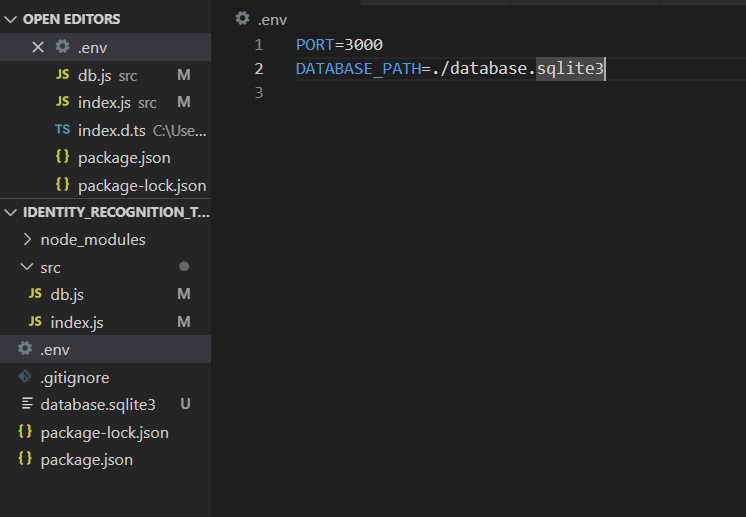 OPEN EDITORS
.env
db.js src M
index.js src M
TS index.d.ts C:\Use...
package.json
package-lock.json
IDENTITY_RECOGNITION_T...
node_modules
src
JS db.js M
JS index.js M
.env
.gitignore
database.sqlite3 U
{} package-lock.json
{} package.json
.env
1 PORT=3000
2 DATABASE_PATH=./database.sqlite3
3